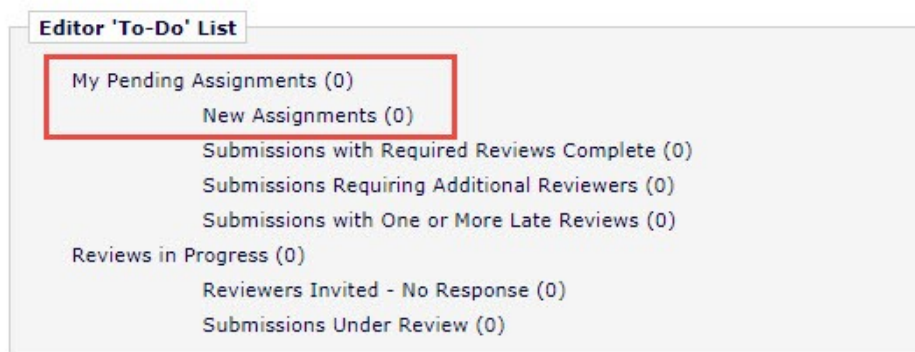 Editor 'To-Do' List
My Pending Assignments (0)
New Assignments (0)
Submissions with Required Reviews Complete (0)
Submissions Requiring Additional Reviewers (0)
Submissions with One or More Late Reviews (0)
Reviews in Progress (0)
Reviewers Invited - No Response (0)
Submissions Under Review (0)